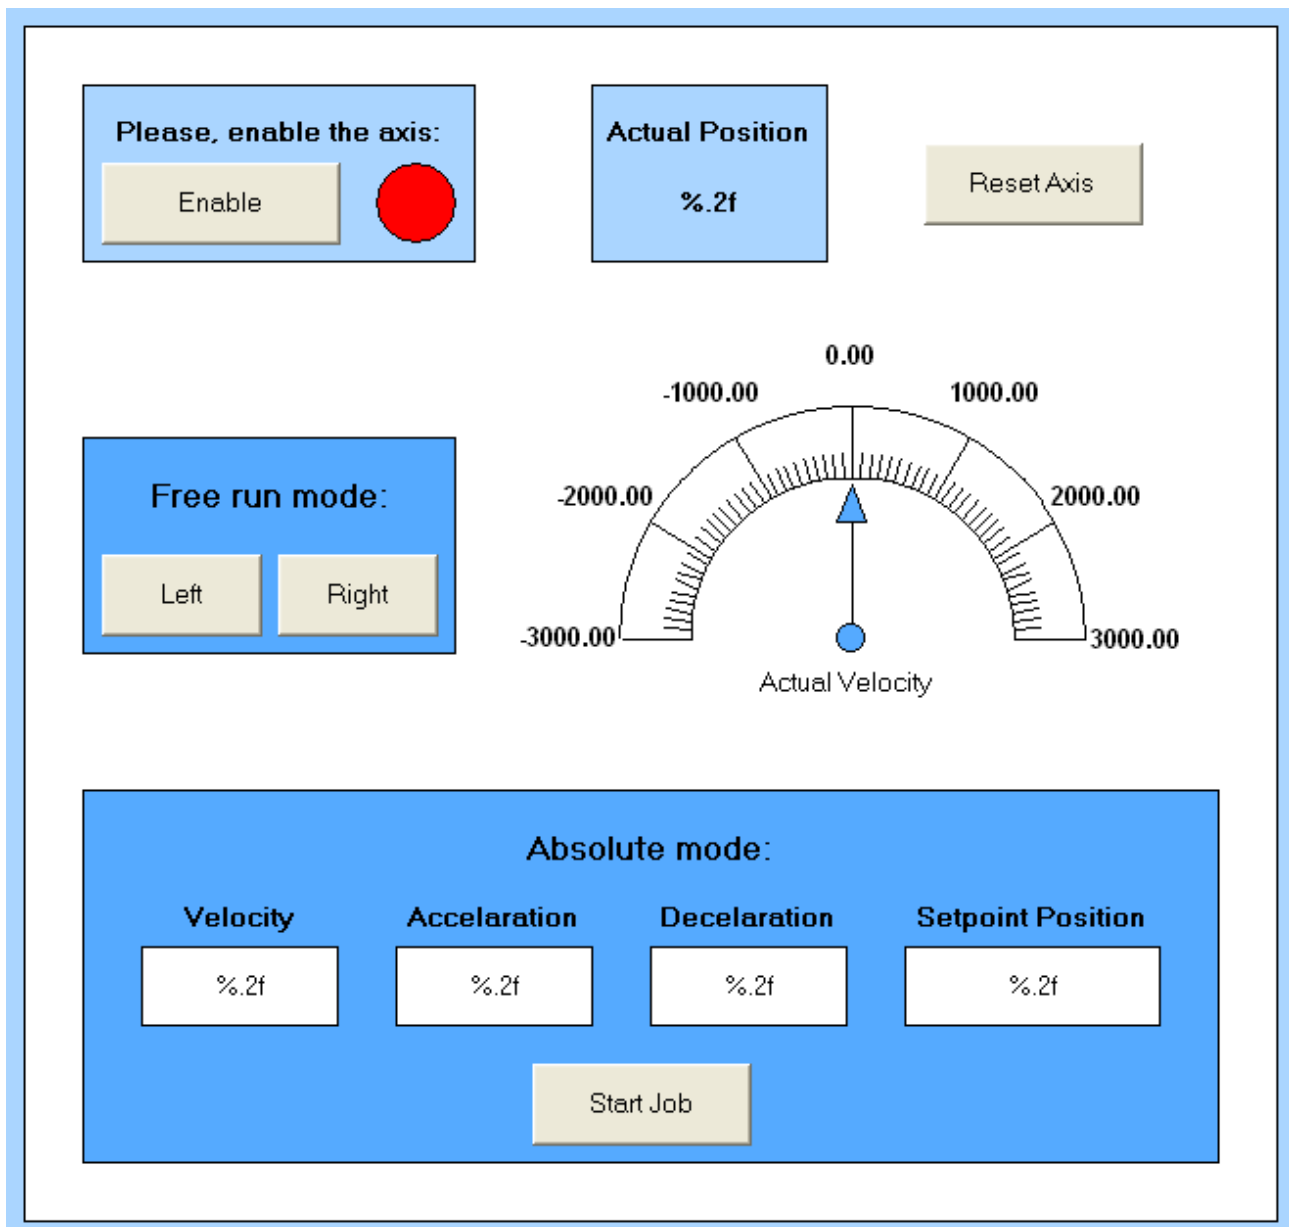 Please, enable the axis:
Enable
Actual Position
%.2f
Reset Axis
0.00
-1000.00
1000.00
-2000.00
2000.00
-3000.00
3000.00
Actual Velocity
Free run mode:
Left
Right
Absolute mode:
Velocity
Accelaration
Decelaration
Setpoint Position
%.2f
%.2f
%.2f
%.2f
Start Job